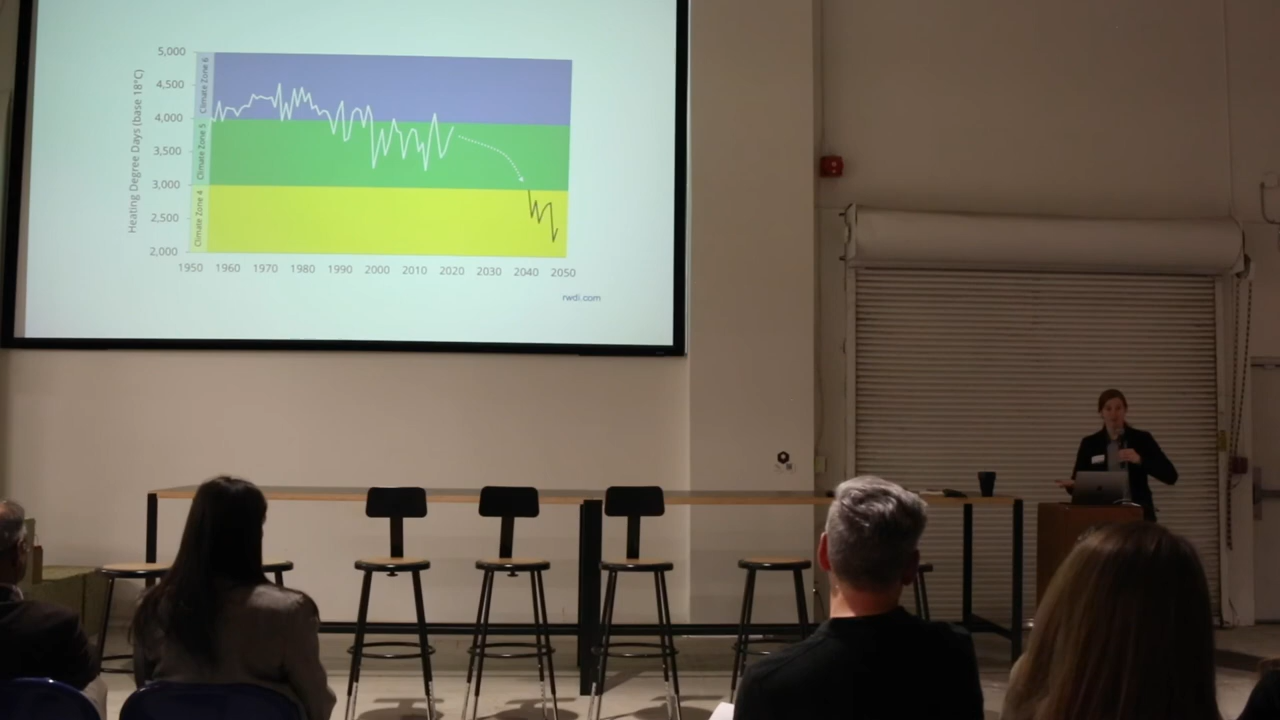 Heating Degree Days (base 18°C)
5,000
4,500
4,000
3,500
3,000
2,500
2,000
Climate Zone 6
Climate Zone 5
Climate Zone 4
1950 1960 1970 1980 1990 2000 2010 2020 2030 2040 2050
rwdi.com